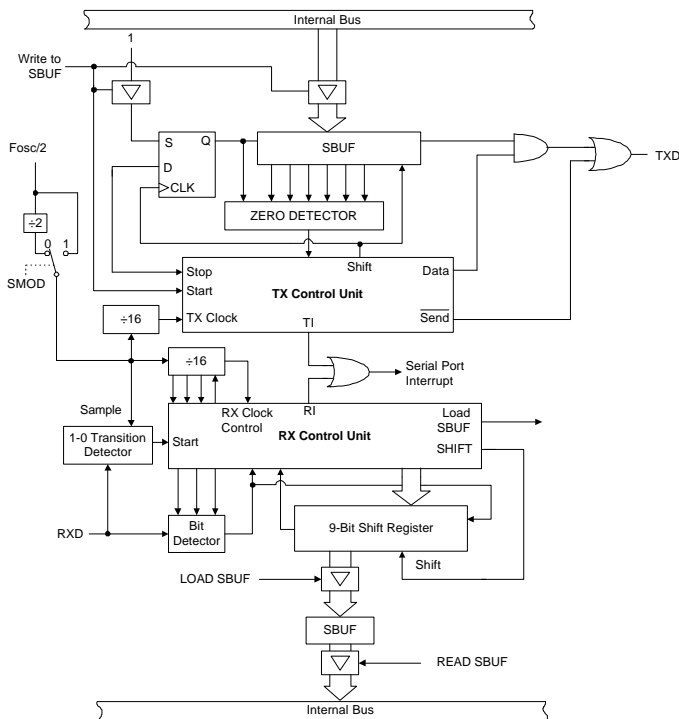 Internal Bus
1
Write to
SBUF
S
Q
D
CLK
SBUF
TXD
Fosc/2
÷2
0 1
SMOD
ZERO DETECTOR
Shift
Stop
Start
Data
TX Control Unit
÷16
TX Clock
Send
TI
÷16
Serial Port
Interrupt
Sample
RX Clock
Control
RI
Load
SBUF
1-0 Transition
Detector
Start
RX Control Unit
SHIFT
RXD
Bit
Detector
9-Bit Shift Register
Shift
LOAD SBUF
SBUF
READ SBUF
Internal Bus